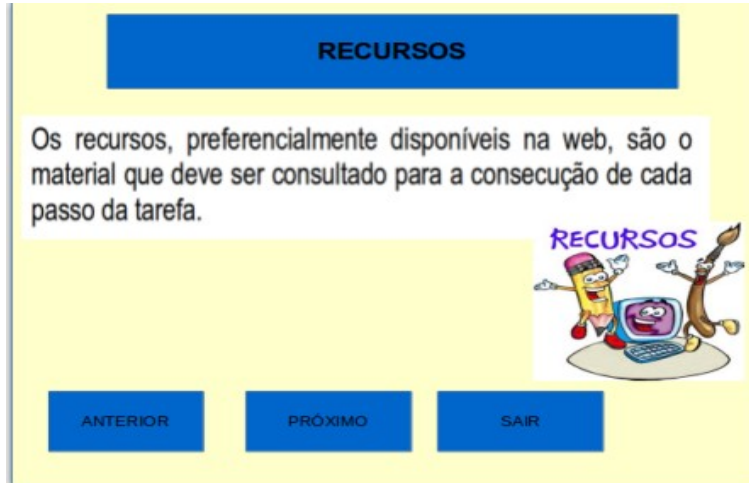 RECURSOS
Os recursos, preferencialmente disponíveis na web, são o
material que deve ser consultado para a consecução de cada
passo da tarefa.
RECURSOS
ANTERIOR
PRÓXIMO
SAIR